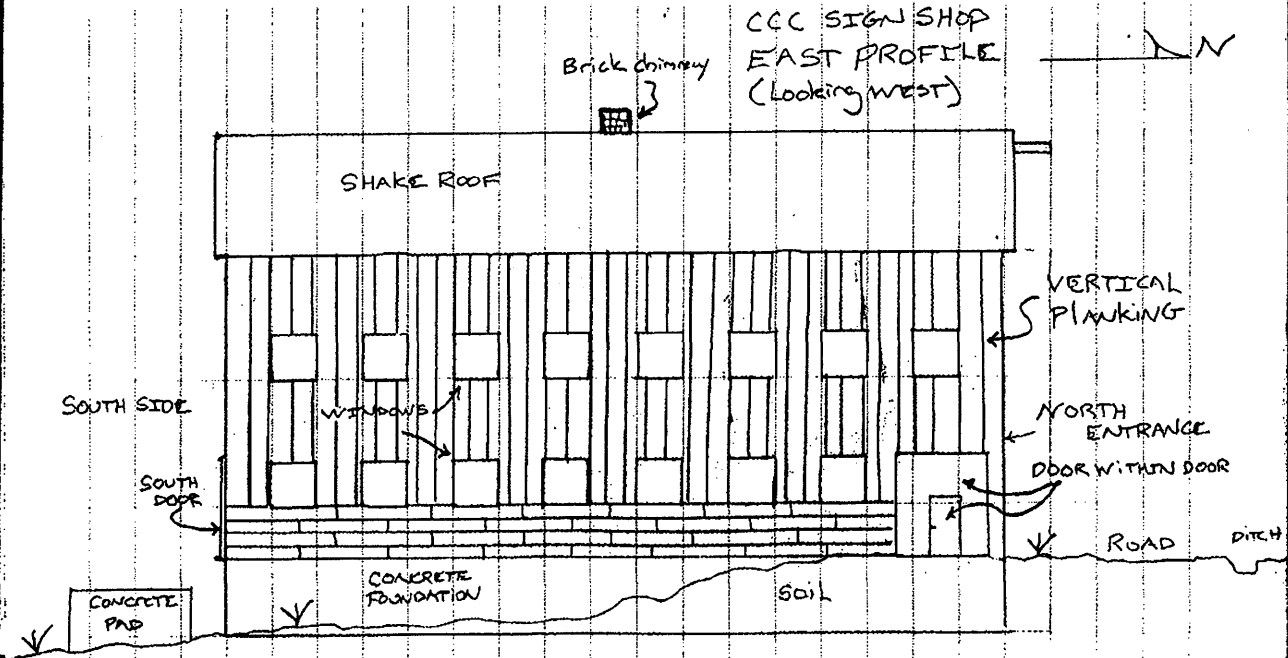 CCC SIGN SHOP
EAST PROFILE
(Looking WEST)
N
Brick chimney
SHAKE ROOF
VERTICAL
PlANKING
SOUTH SIDE
WINDOWS
NORTH
ENTRANCE
DOOR WITHIN DOOR
SOUTH
DOOR
ROAD
DITCH
CONCRETE
FOUNDATION
SOIL
CONCRETE
PAD